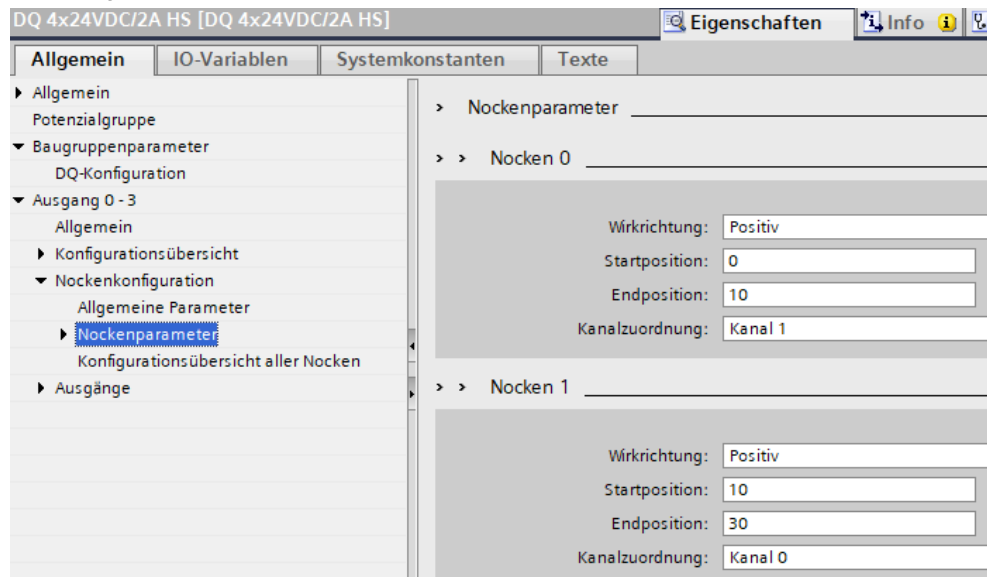 DQ 4x24VDC/2A HS [DQ 4x24VDC/2A HS]
Eigenschaften
Info
Allgemein
IO-Variablen
Systemkonstanten
Texte
Allgemein
Potenzialgruppe
Baugruppenparameter
DQ-Konfiguration
Ausgang 0 - 3
Allgemein
Konfigurationsübersicht
Nockenkonfiguration
Allgemeine Parameter
Nockenparameter
Konfigurationsübersicht aller Nocken
Ausgänge
> Nockenparameter
> > Nocken 0
Wirkrichtung: Positiv
Startposition: 0
Endposition: 10
Kanalzuordnung: Kanal 1
> > Nocken 1
Wirkrichtung: Positiv
Startposition: 10
Endposition: 30
Kanalzuordnung: Kanal 0